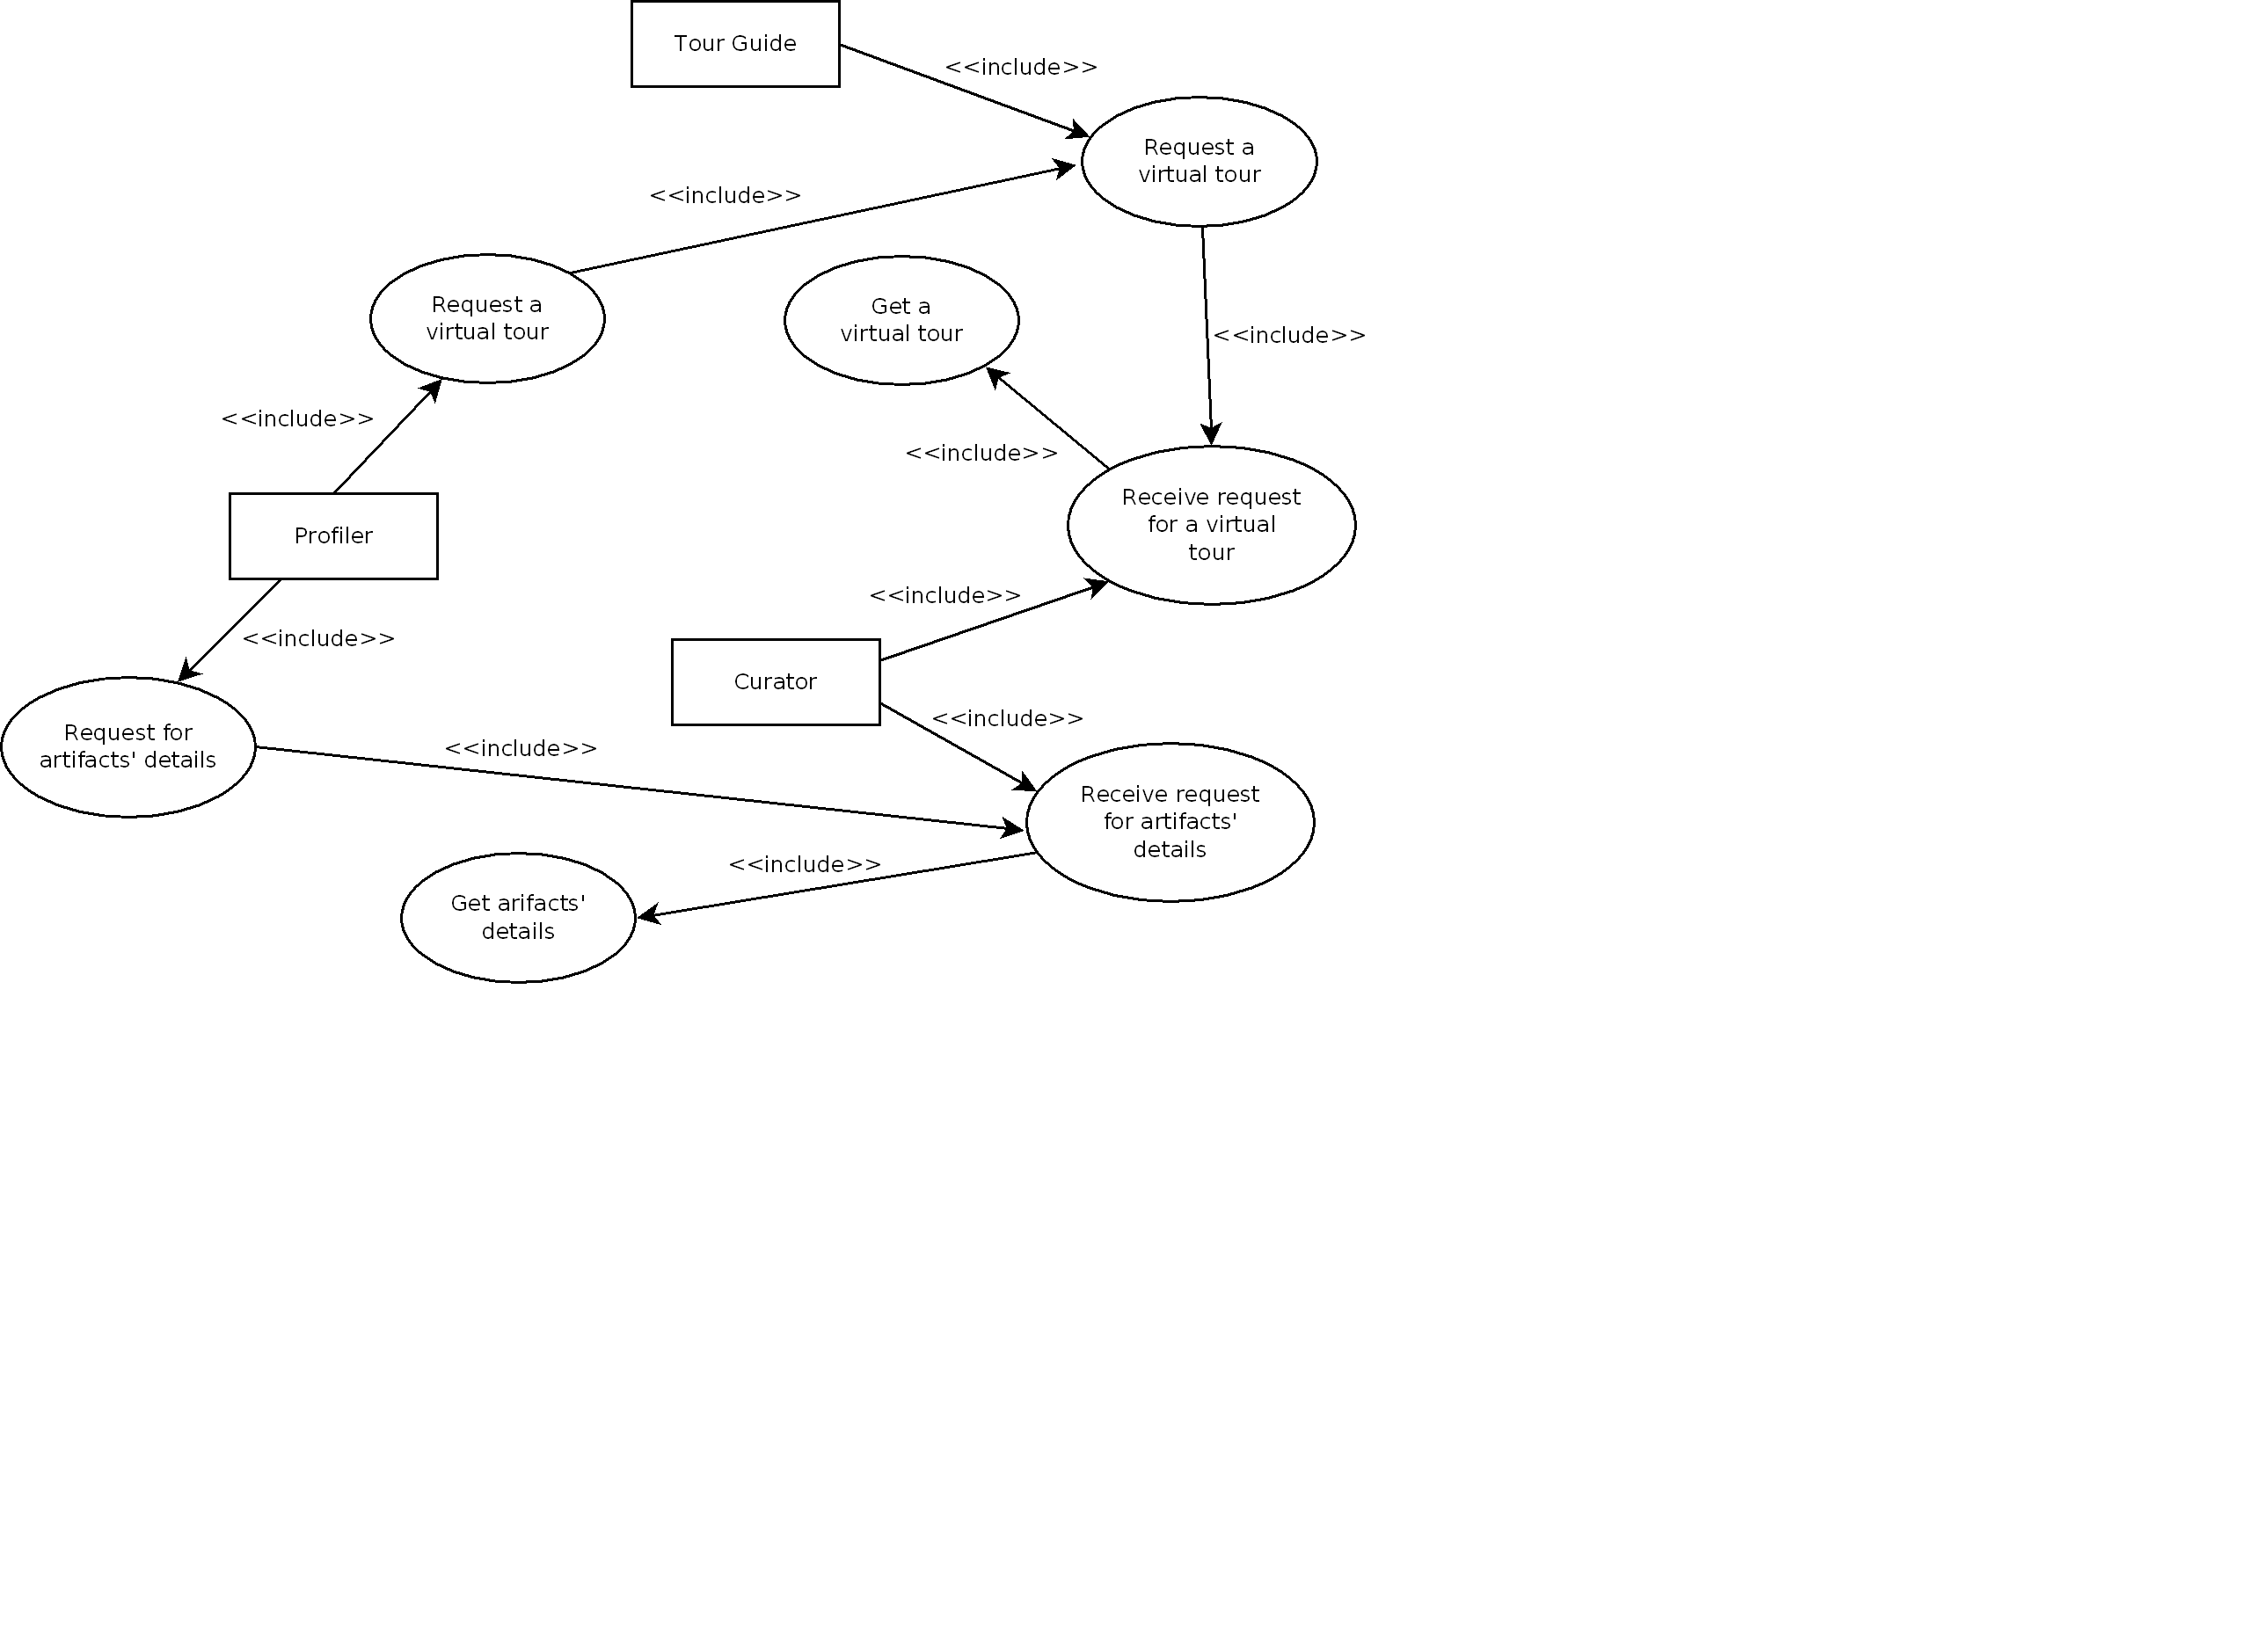 Tour Guide
<<include>>
Request a
virtual tour
<<include>>
Request a
virtual tour
Get a
virtual tour
<<include>>
<<include>>
<<include>>
Receive request
for a virtual
tour
Profiler
<<include>>
<<include>>
Curator
<<include>>
Request for
artifacts' details
<<include>>
Receive request
for artifacts'
details
<<include>>
Get arifacts'
details